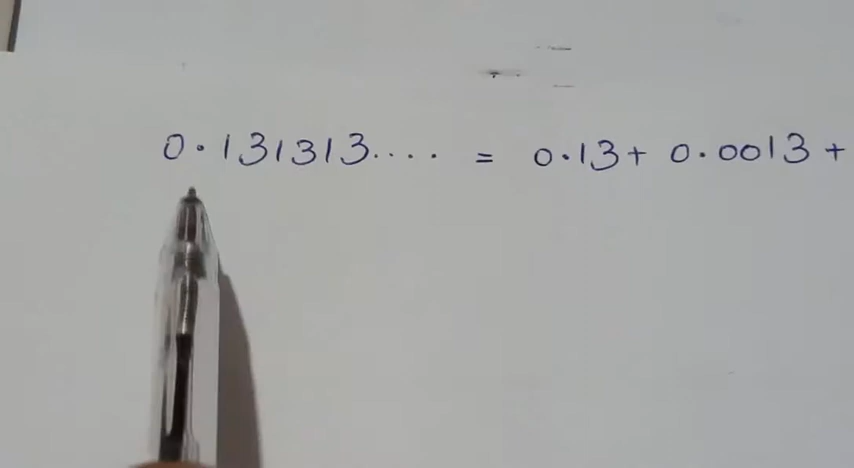 0.131313.... = 0.13 + 0.0013 +